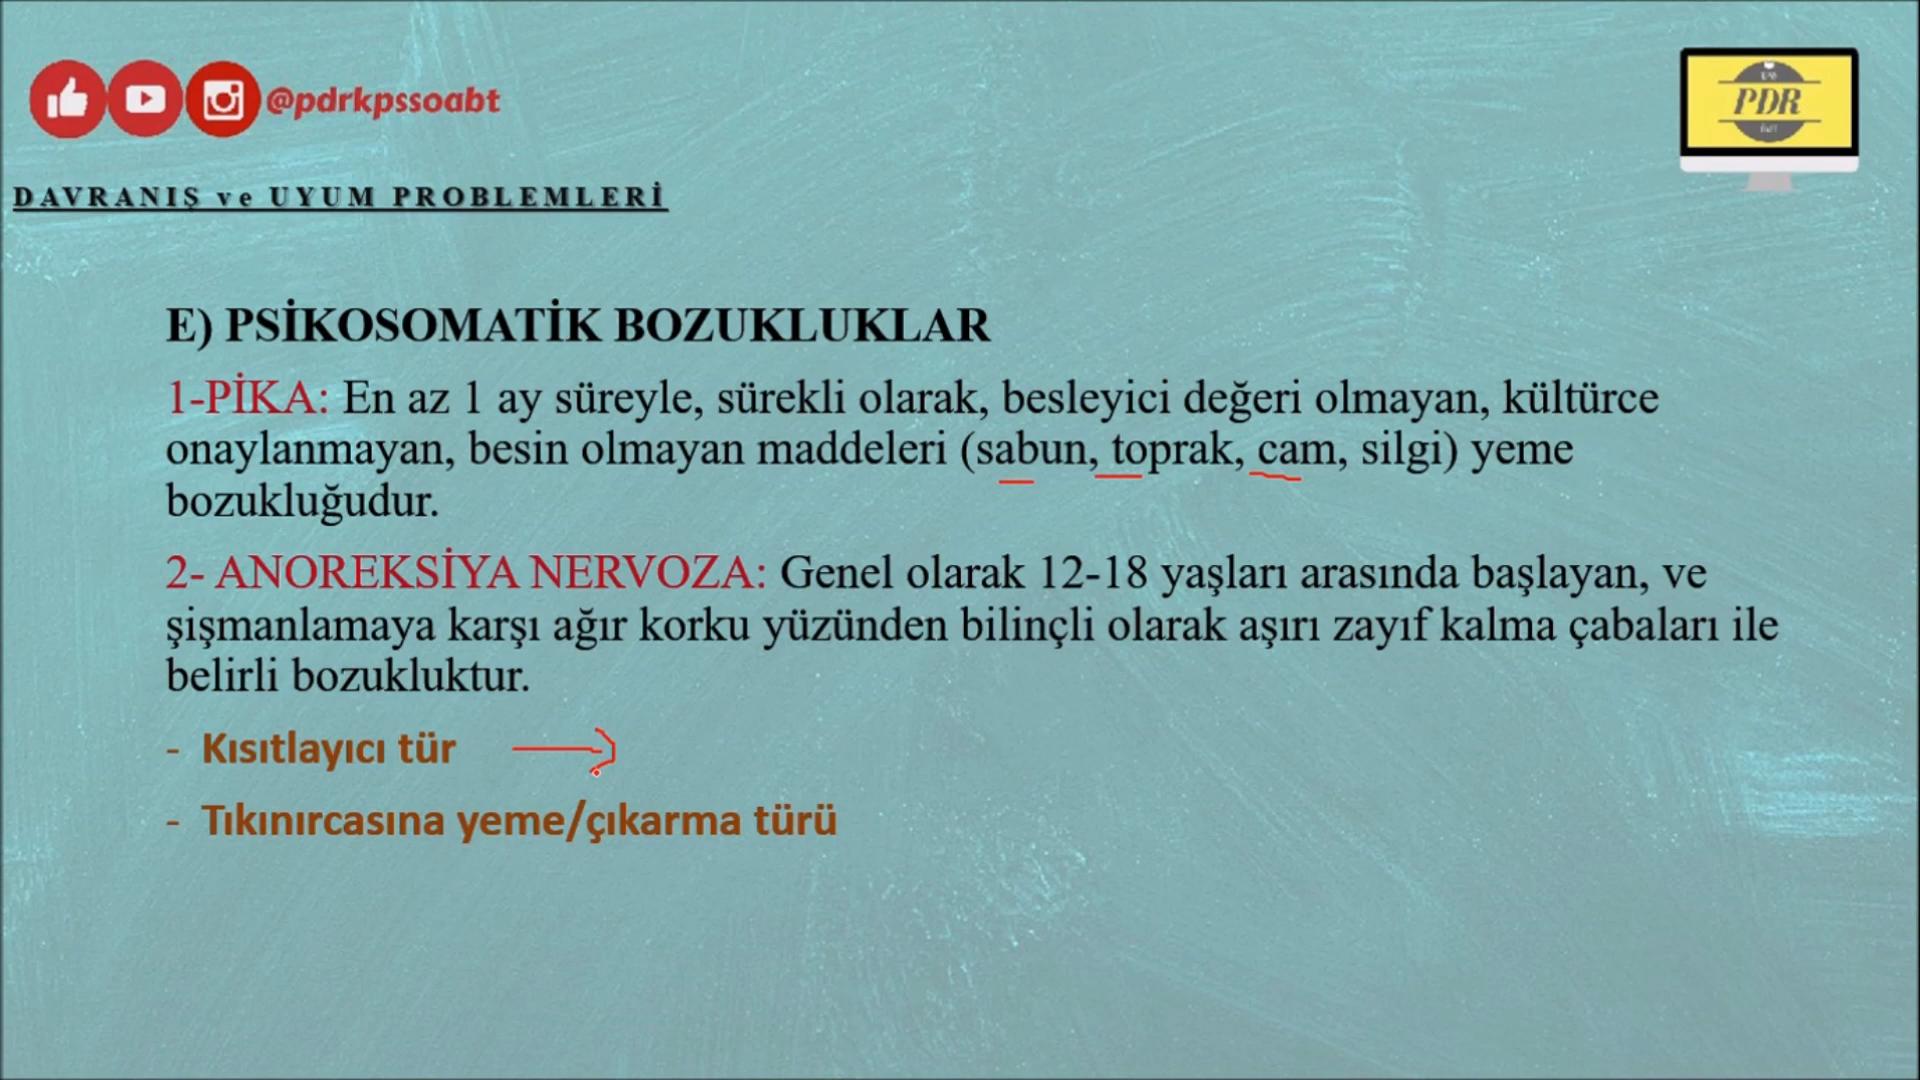 @pdrkpssoabt
PDR
DAVRANIŞ ve UYUM PROBLEMLERİ
E) PSİKOSOMATİK BOZUKLUKLAR
1-PİKA: En az 1 ay süreyle, sürekli olarak, besleyici değeri olmayan, kültürce
onaylanmayan, besin olmayan maddeleri (sabun, toprak, cam, silgi) yeme
bozukluğudur.
2- ANOREKSİYA NERVOZA: Genel olarak 12-18 yaşları arasında başlayan, ve
şişmanlamaya karşı ağır korku yüzünden bilinçli olarak aşırı zayıf kalma çabaları ile
belirli bozukluktur.
- Kısıtlayıcı tür
- Tıkınırcasına yeme/çıkarma türü